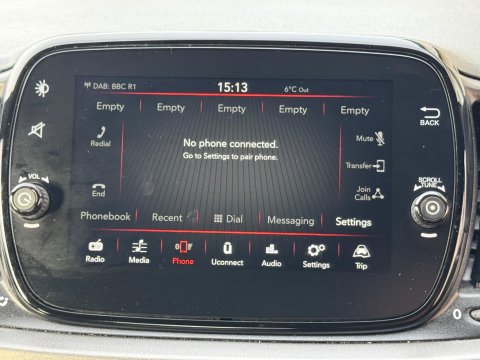 DAB: BBC R1 15:13 6°C Out
Empty Empty Empty Empty Empty
Redial No phone connected. Mute
Go to Settings to pair phone.
Transfer
End Join Calls
Phonebook Recent Dial Messaging Settings
Radio Media Phone Uconnect Audio Settings Trip
VOL
BACK
SCROLL
TUNE
0